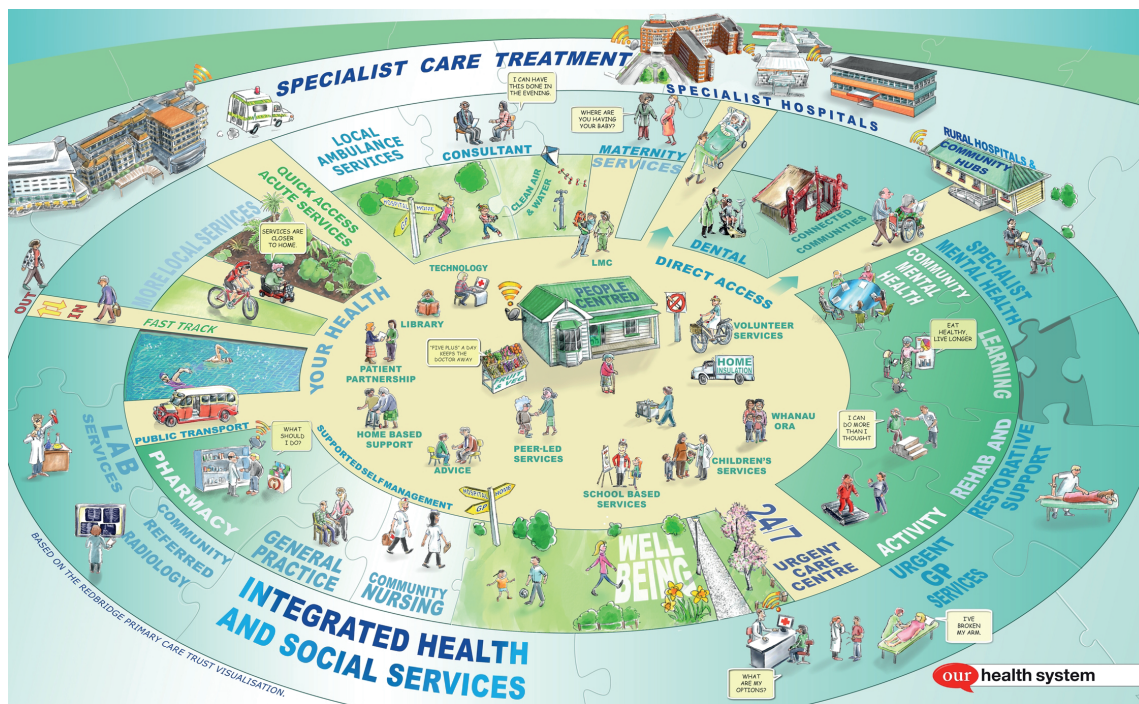 SPECIALIST CARE TREATMENT
SPECIALIST HOSPITALS
RURAL HOSPITALS &
COMMUNITY
HUBS
I CAN HAVE
THIS DONE IN
THE EVENING.
WHERE ARE
YOU HAVING
YOUR BABY?
LOCAL
AMBULANCE
SERVICES
CONSULTANT
MATERNITY
SERVICES
QUICK ACCESS
ACUTE SERVICES
HOSPITAL
HOME
CLEAN AIR
& WATER
DENTAL
CONNECTED
COMMUNITIES
MORE LOCAL SERVICES
SERVICES ARE
CLOSER
TO HOME.
LMC
DIRECT ACCESS
COMMUNITY
MENTAL
HEALTH
SPECIALIST
MENTAL HEALTH
OUT
IN
FAST TRACK
YOUR HEALTH
TECHNOLOGY
LIBRARY
PEOPLE
CENTRED
VOLUNTEER
SERVICES
PATIENT
PARTNERSHIP
"FIVE PLUS" A DAY
KEEPS THE
DOCTOR AWAY
FRUIT
& VEG
HOME
INSULATION
EAT
HEALTHY,
LIVE LONGER
LEARNING
PUBLIC TRANSPORT
HOME BASED
SUPPORT
ADVICE
PEER-LED
SERVICES
WHANAU
ORA
CHILDREN'S
SERVICES
SCHOOL BASED
SERVICES
I CAN DO
MORE THAN
I THOUGHT
REHAB AND
RESTORATIVE
SUPPORT
ACTIVITY
LAB
SERVICES
PHARMACY
WHAT
SHOULD
I DO?
SUPPORTED SELF MANAGEMENT
HOSPITAL
HOME
GP
COMMUNITY
REFERRED
RADIOLOGY
GENERAL
PRACTICE
COMMUNITY
NURSING
WELL
BEING
24/7
URGENT CARE
CENTRE
URGENT
GP
SERVICES
I'VE
BROKEN
MY ARM.
WHAT
ARE MY
OPTIONS?
INTEGRATED HEALTH
AND SOCIAL SERVICES
BASED ON THE REDBRIDGE PRIMARY CARE TRUST VISUALISATION.
our health system